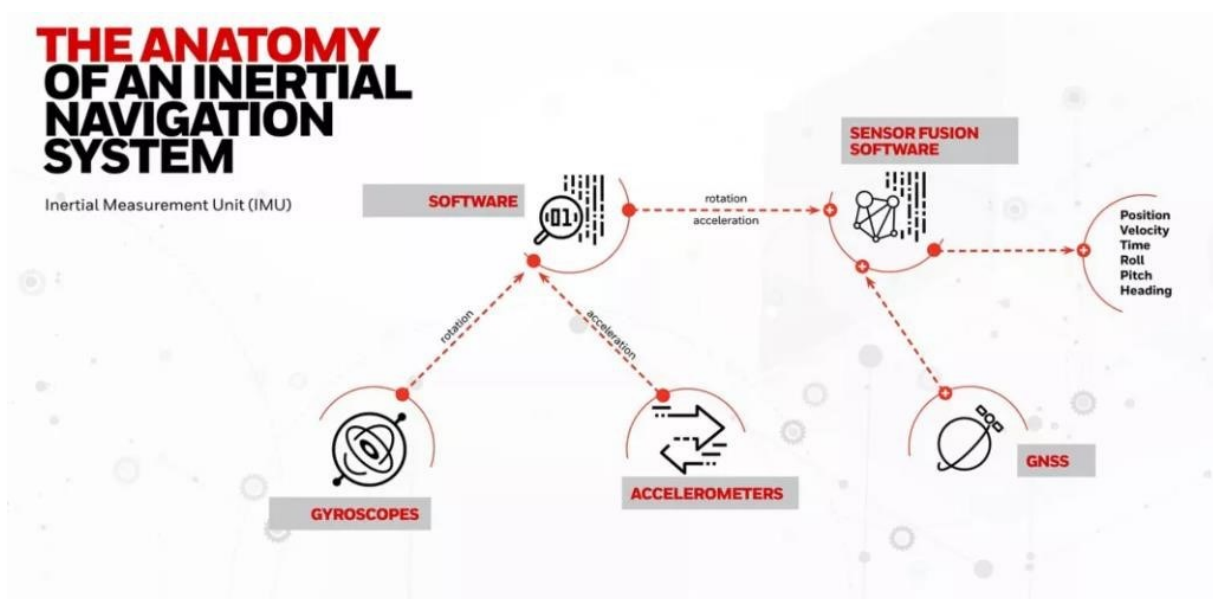 THE ANATOMY
OF AN INERTIAL
NAVIGATION
SYSTEM
Inertial Measurement Unit (IMU)
SOFTWARE
01
rotation
acceleration
SENSOR FUSION
SOFTWARE
Position
Velocity
Time
Roll
Pitch
Heading
rotation
acceleration
GYROSCOPES
ACCELEROMETERS
GNSS